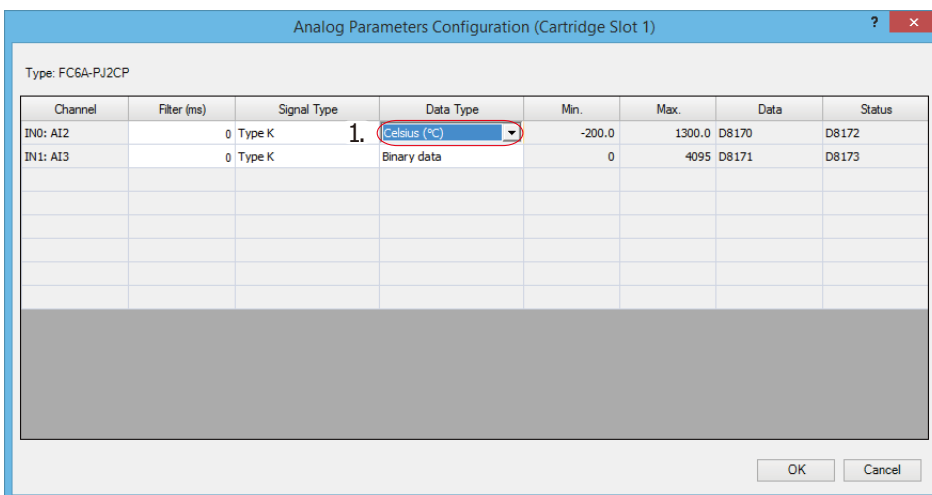 Analog Parameters Configuration (Cartridge Slot 1)
? ×
Type: FC6A-PJ2CP
Channel Filter (ms) Signal Type Data Type Min. Max. Data Status
IN0: AI2 0 Type K 1. Celsius (°C) -200.0 1300.0 D8170 D8172
IN1: AI3 0 Type K Binary data 0 4095 D8171 D8173
OK Cancel